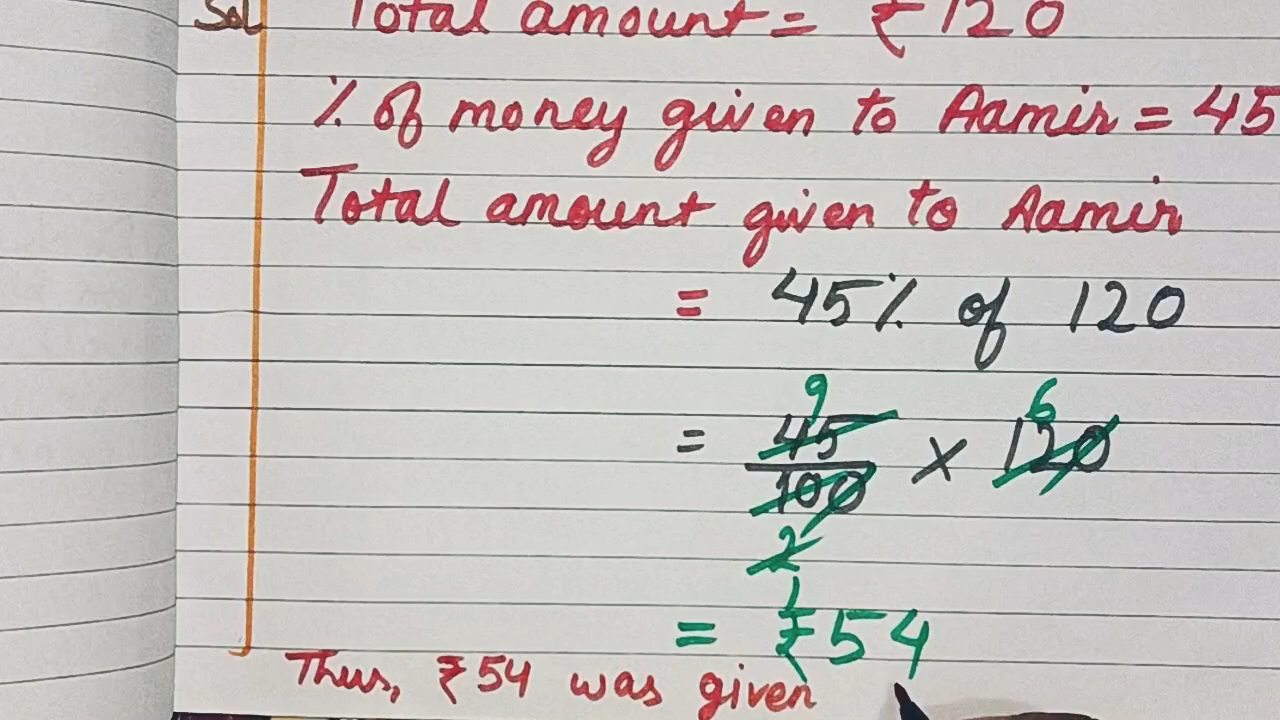 Sol Total amount = ₹120
% of money given to Aamir = 45
Total amount given to Aamir
= 45% of 120
9 6
= 45/100 × 120
2
1
= ₹54
Thus, ₹54 was given